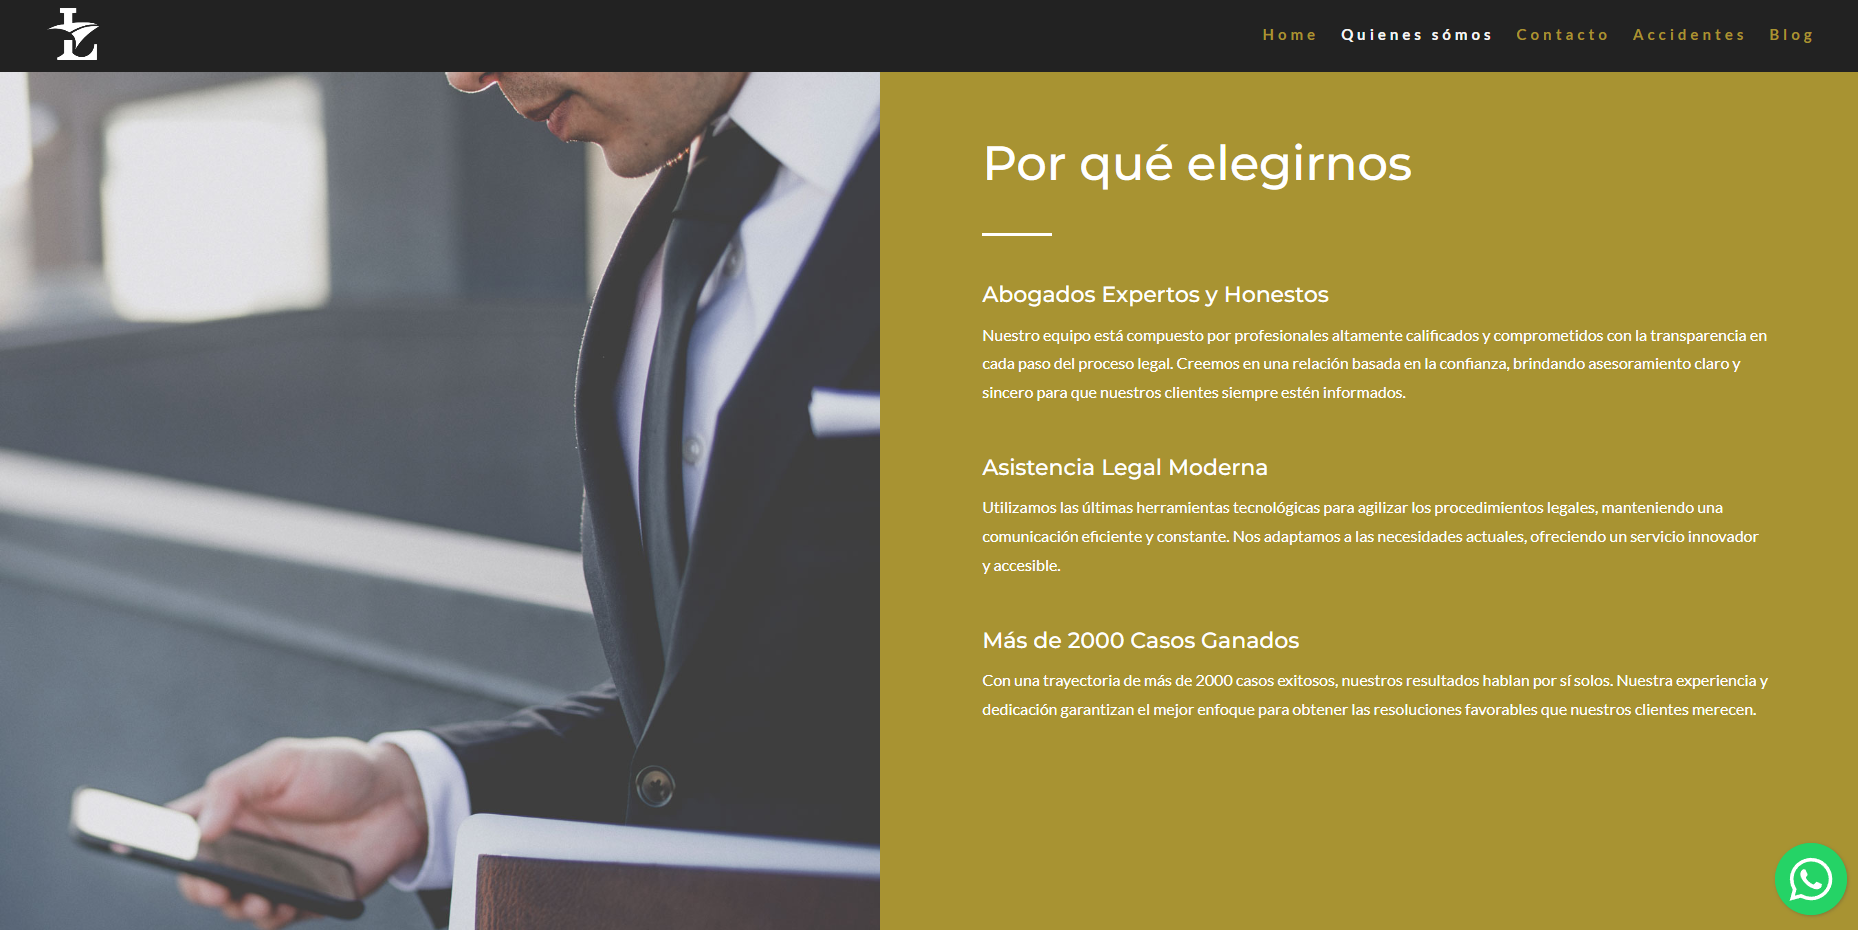 Home Quienes sómos Contacto Accidentes Blog
Por qué elegirnos
Abogados Expertos y Honestos
Nuestro equipo está compuesto por profesionales altamente calificados y comprometidos con la transparencia en
cada paso del proceso legal. Creemos en una relación basada en la confianza, brindando asesoramiento claro y
sincero para que nuestros clientes siempre estén informados.
Asistencia Legal Moderna
Utilizamos las últimas herramientas tecnológicas para agilizar los procedimientos legales, manteniendo una
comunicación eficiente y constante. Nos adaptamos a las necesidades actuales, ofreciendo un servicio innovador
y accesible.
Más de 2000 Casos Ganados
Con una trayectoria de más de 2000 casos exitosos, nuestros resultados hablan por sí solos. Nuestra experiencia y
dedicación garantizan el mejor enfoque para obtener las resoluciones favorables que nuestros clientes merecen.